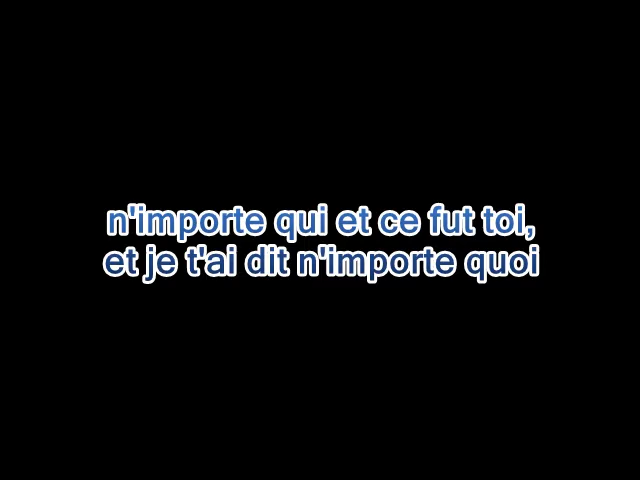 n'importe qui et ce fut toi,
et je t'ai dit n'importe quoi